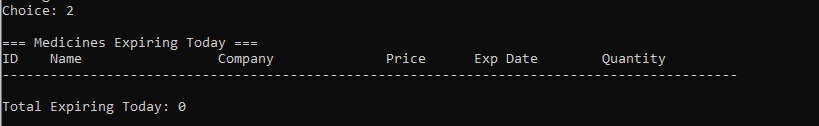 Choice: 2
=== Medicines Expiring Today ===
ID    Name                 Company              Price      Exp Date        Quantity
--------------------------------------------------------------------------------------------
Total Expiring Today: 0